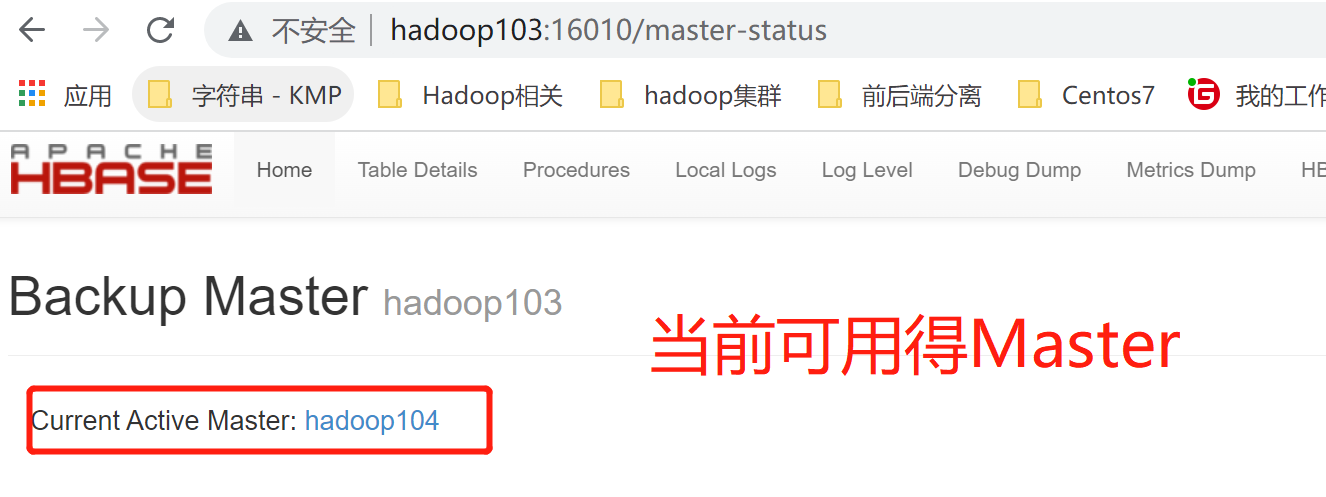 不安全 hadoop103:16010/master-status
应用 字符串 - KMP Hadoop相关 hadoop集群 前后端分离 Centos7 我的工作
APACHE
HBASE
Home Table Details Procedures Local Logs Log Level Debug Dump Metrics Dump HB
Backup Master hadoop103
当前可用得Master
Current Active Master: hadoop104